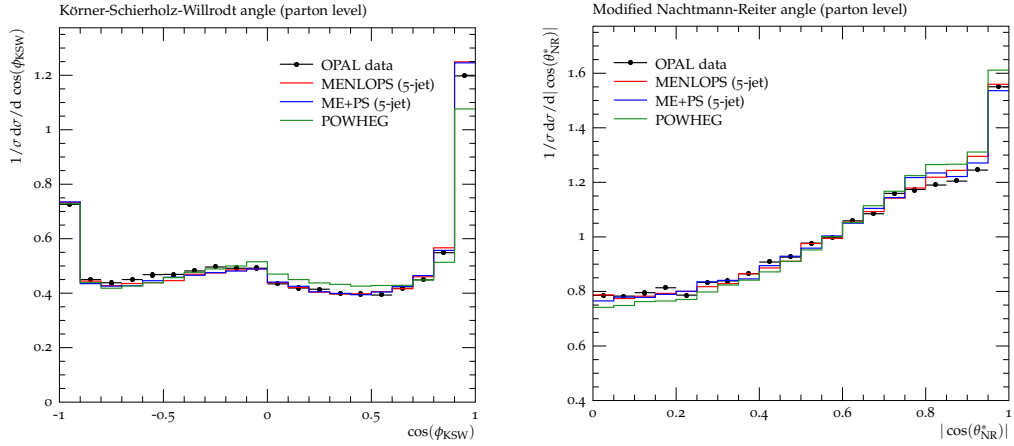 Körner-Schierholz-Willrodt angle (parton level)
1/σ dσ/d cos(ϕKSW)
1.2
1
0.8
0.6
0.4
0.2
0
OPAL data
MENLOPS (5-jet)
ME+PS (5-jet)
POWHEG
-1 -0.5 0 0.5 1
cos(ϕKSW)
Modified Nachtmann-Reiter angle (parton level)
1/σ dσ/d| cos(θ*NR)|
1.6
1.4
1.2
1.0
0.8
0.6
0.4
OPAL data
MENLOPS (5-jet)
ME+PS (5-jet)
POWHEG
0 0.2 0.4 0.6 0.8 1
| cos(θ*NR)|